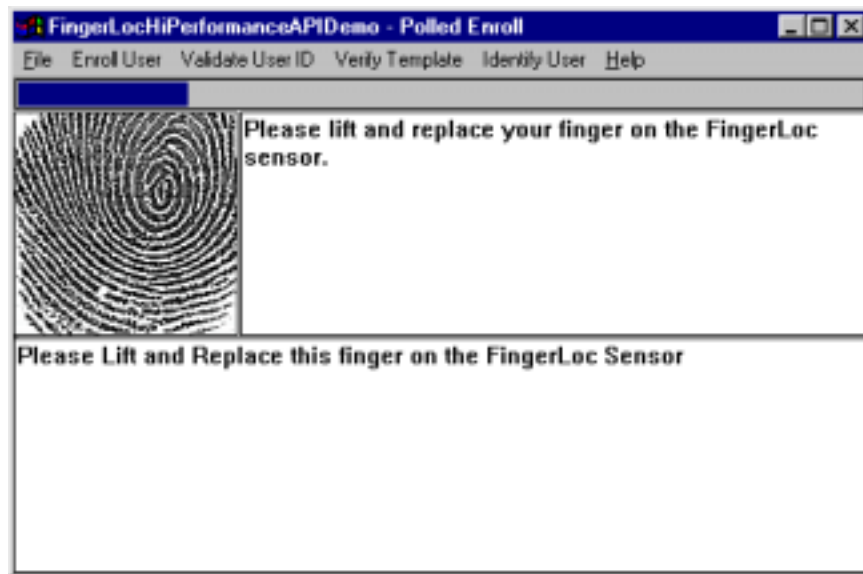 FingerLocHiPerformanceAPIDemo - Polled Enroll
File Enroll User Validate User ID Verify Template Identify User Help
Please lift and replace your finger on the FingerLoc
sensor.
Please Lift and Replace this finger on the FingerLoc Sensor